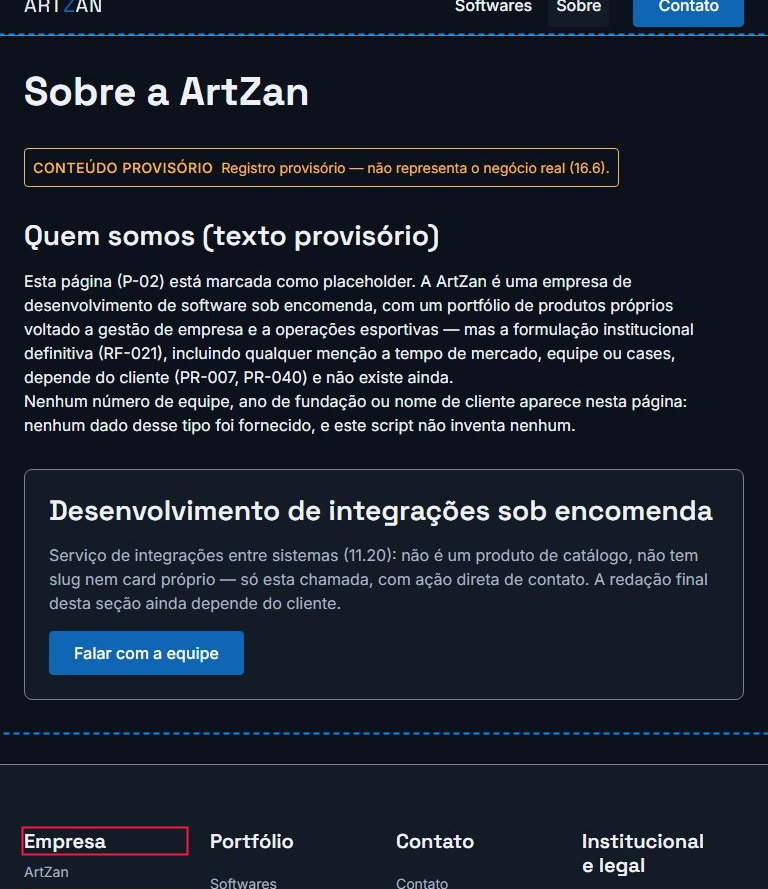 ARTZAN
Softwares
Sobre
Contato
Sobre a ArtZan
CONTEÚDO PROVISÓRIO Registro provisório — não representa o negócio real (16.6).
Quem somos (texto provisório)
Esta página (P-02) está marcada como placeholder. A ArtZan é uma empresa de
desenvolvimento de software sob encomenda, com um portfólio de produtos próprios
voltado a gestão de empresa e a operações esportivas — mas a formulação institucional
definitiva (RF-021), incluindo qualquer menção a tempo de mercado, equipe ou cases,
depende do cliente (PR-007, PR-040) e não existe ainda.
Nenhum número de equipe, ano de fundação ou nome de cliente aparece nesta página:
nenhum dado desse tipo foi fornecido, e este script não inventa nenhum.
Desenvolvimento de integrações sob encomenda
Serviço de integrações entre sistemas (11.20): não é um produto de catálogo, não tem
slug nem card próprio — só esta chamada, com ação direta de contato. A redação final
desta seção ainda depende do cliente.
Falar com a equipe
Empresa
ArtZan
Portfólio
Softwares
Contato
Contato
Institucional
e legal